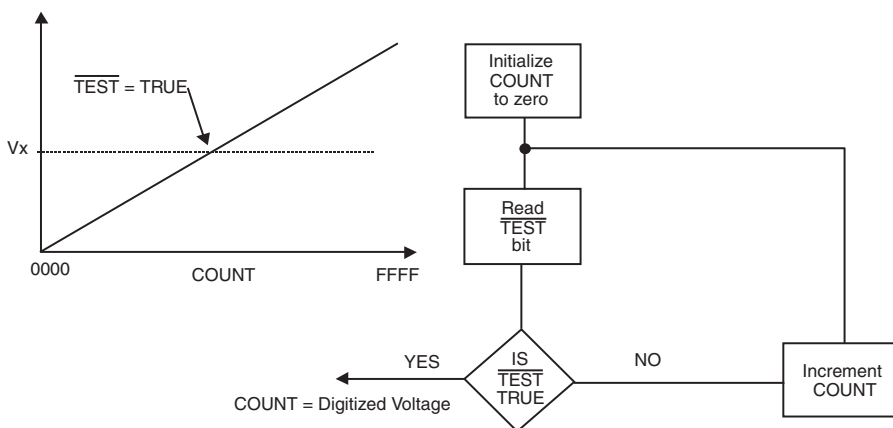 TEST = TRUE
Vx
0000
COUNT
FFFF
Initialize
COUNT
to zero
Read
TEST
bit
IS
TEST
TRUE
YES
NO
COUNT = Digitized Voltage
Increment
COUNT